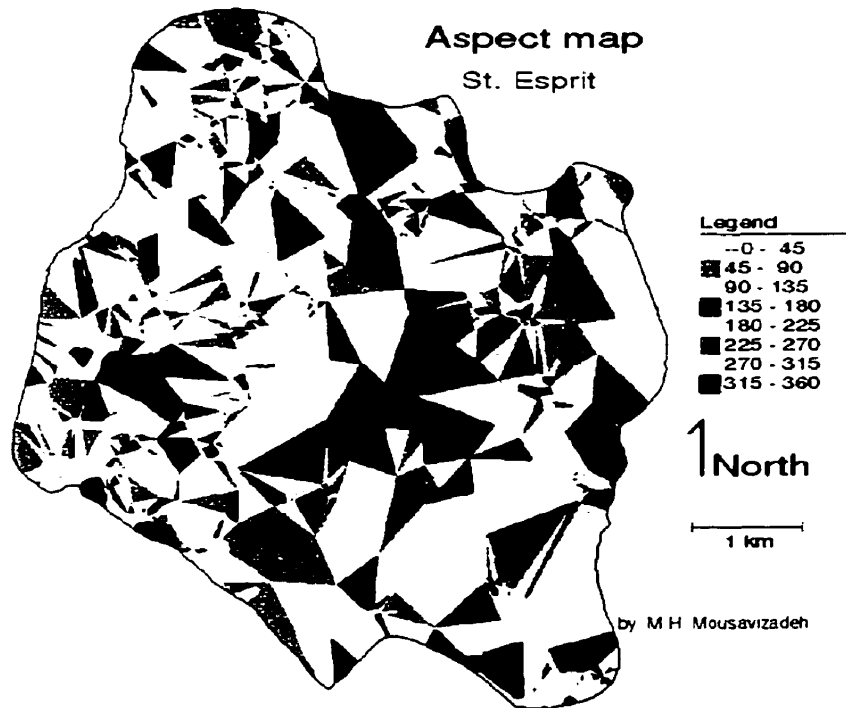 Aspect map
St. Esprit
Legend
--0 - 45
45 - 90
90 - 135
135 - 180
180 - 225
225 - 270
270 - 315
315 - 360
North
1 km
by M H Mousavizadeh